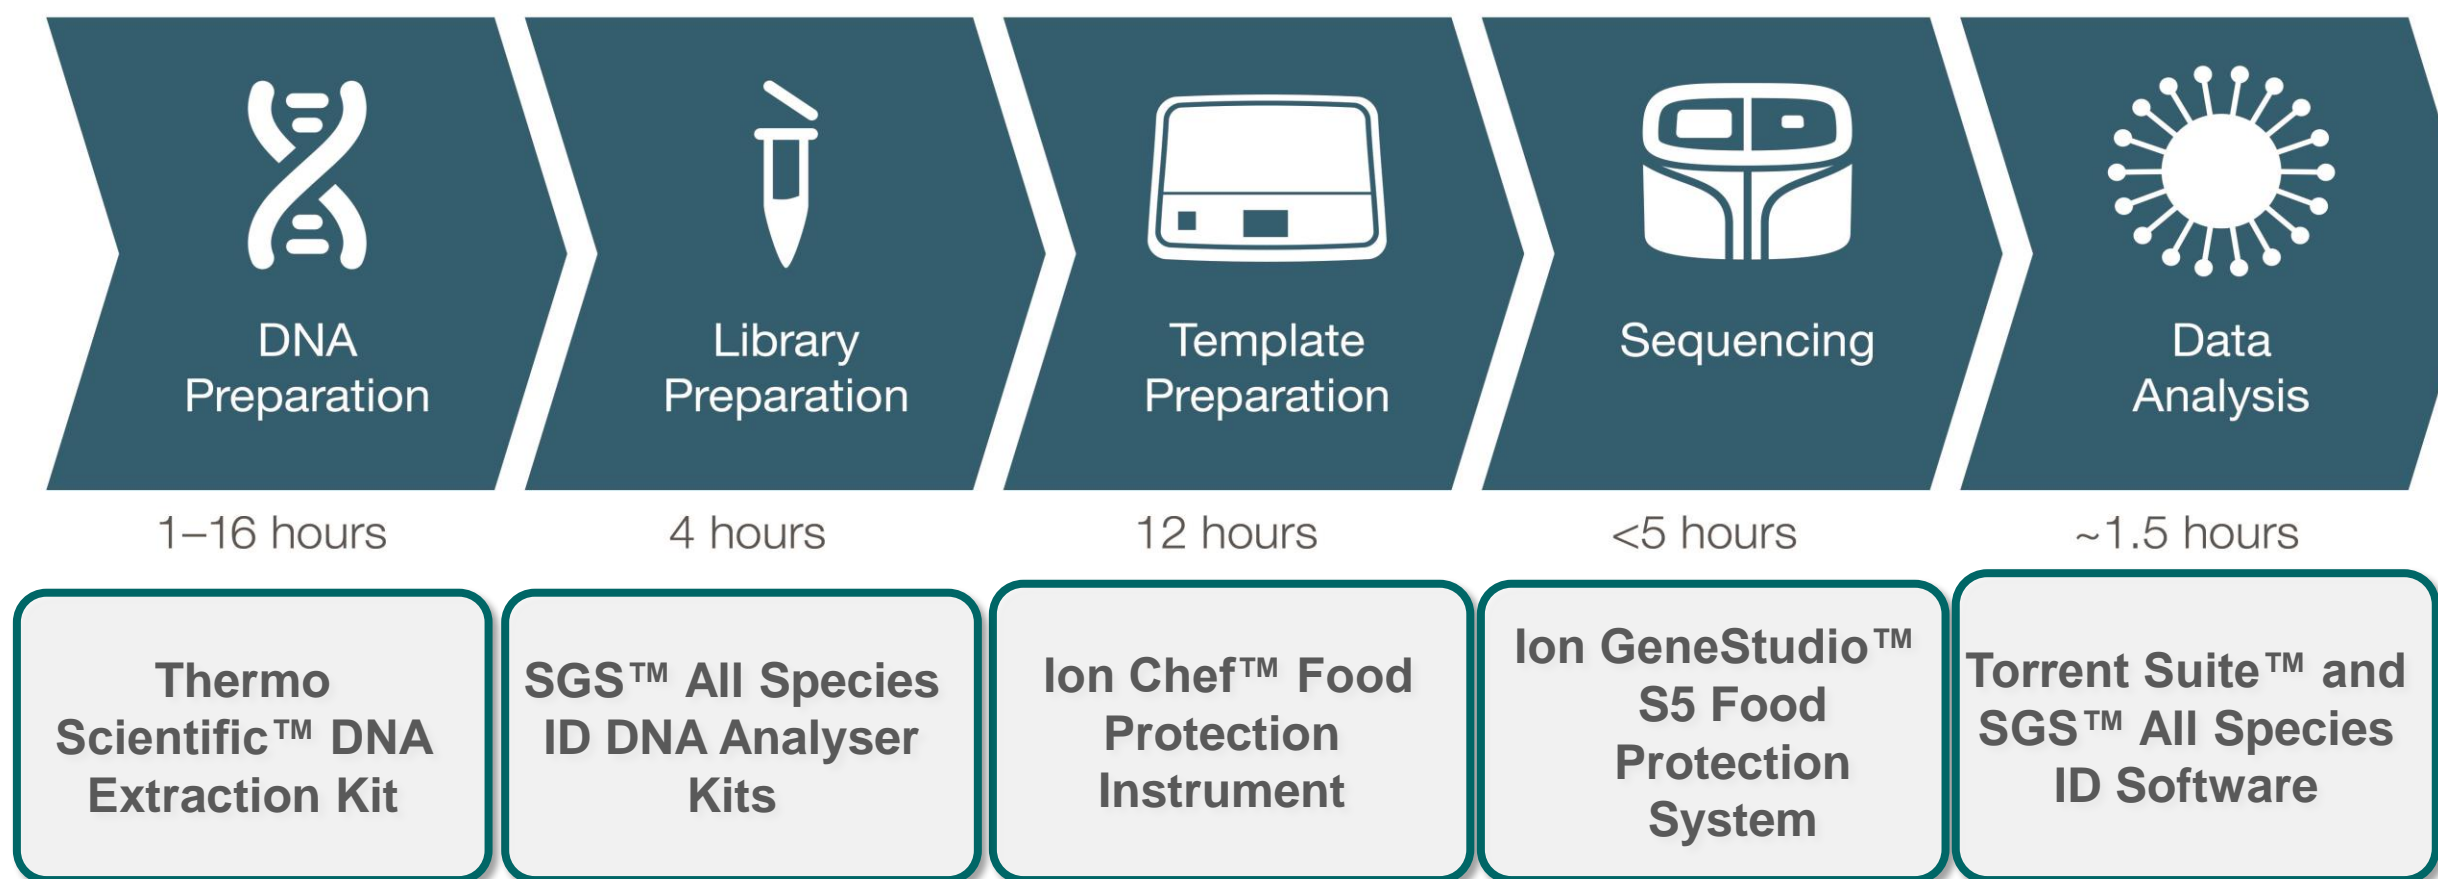 DNA
Preparation
Library
Preparation
Template
Preparation
Sequencing
Data
Analysis
1–16 hours
4 hours
12 hours
<5 hours
~1.5 hours
Thermo
Scientific™ DNA
Extraction Kit
SGS™ All Species
ID DNA Analyser
Kits
Ion Chef™ Food
Protection
Instrument
Ion GeneStudio™
S5 Food
Protection
System
Torrent Suite™ and
SGS™ All Species
ID Software